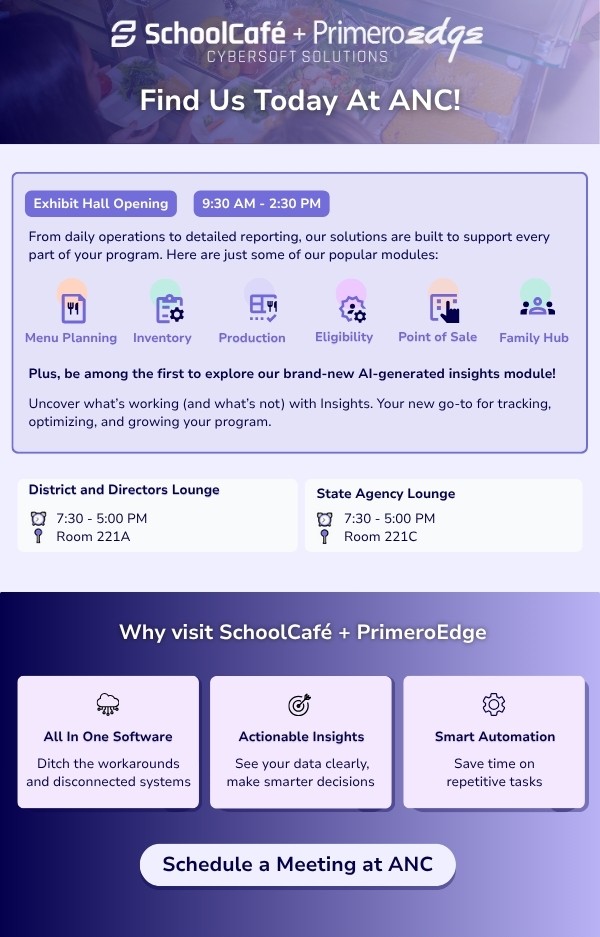 SchoolCafé + Primeroedge
CYBERSOFT SOLUTIONS
Find Us Today At ANC!
Exhibit Hall Opening
9:30 AM - 2:30 PM
From daily operations to detailed reporting, our solutions are built to support every
part of your program. Here are just some of our popular modules:
Menu Planning
Inventory
Production
Eligibility
Point of Sale
Family Hub
Plus, be among the first to explore our brand-new AI-generated insights module!
Uncover what's working (and what's not) with Insights. Your new go-to for tracking,
optimizing, and growing your program.
District and Directors Lounge
7:30 - 5:00 PM
Room 221A
State Agency Lounge
7:30 - 5:00 PM
Room 221C
Why visit SchoolCafé + PrimeroEdge
All In One Software
Ditch the workarounds
and disconnected systems
Actionable Insights
See your data clearly,
make smarter decisions
Smart Automation
Save time on
repetitive tasks
Schedule a Meeting at ANC